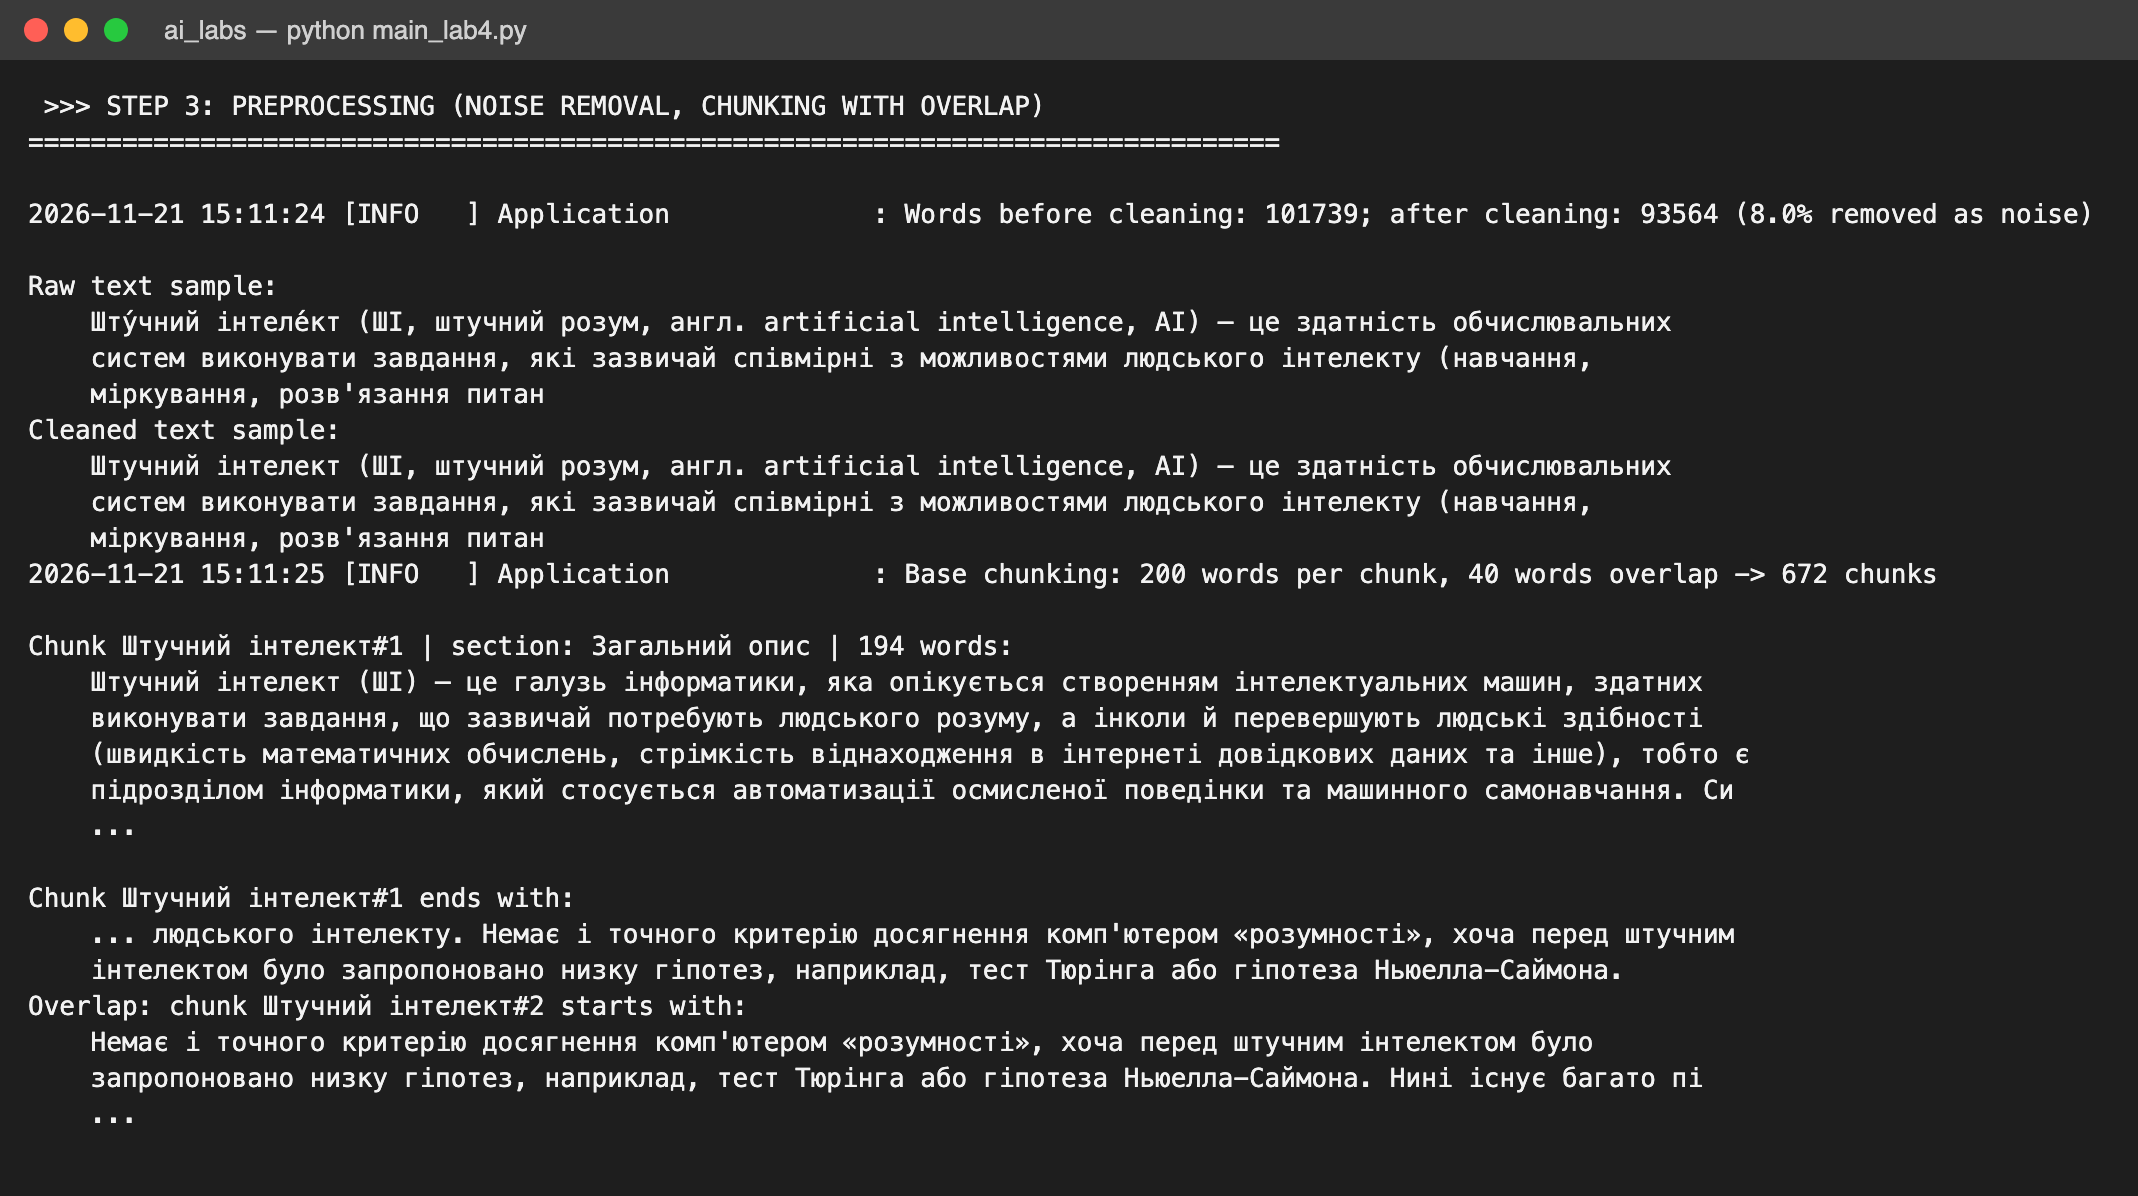 ai_labs — python main_lab4.py
>>> STEP 3: PREPROCESSING (NOISE REMOVAL, CHUNKING WITH OVERLAP)
================================================================================
2026-11-21 15:11:24 [INFO   ] Application             : Words before cleaning: 101739; after cleaning: 93564 (8.0% removed as noise)
Raw text sample:
Шту́чний інтеле́кт (ШІ, штучний розум, англ. artificial intelligence, AI) — це здатність обчислювальних
систем виконувати завдання, які зазвичай співмірні з можливостями людського інтелекту (навчання,
міркування, розв'язання питан
Cleaned text sample:
Штучний інтелект (ШІ, штучний розум, англ. artificial intelligence, AI) — це здатність обчислювальних
систем виконувати завдання, які зазвичай співмірні з можливостями людського інтелекту (навчання,
міркування, розв'язання питан
2026-11-21 15:11:25 [INFO   ] Application             : Base chunking: 200 words per chunk, 40 words overlap -> 672 chunks
Chunk Штучний інтелект#1 | section: Загальний опис | 194 words:
Штучний інтелект (ШІ) — це галузь інформатики, яка опікується створенням інтелектуальних машин, здатних
виконувати завдання, що зазвичай потребують людського розуму, а інколи й перевершують людські здібності
(швидкість математичних обчислень, стрімкість віднаходження в інтернеті довідкових даних та інше), тобто є
підрозділом інформатики, який стосується автоматизації осмисленої поведінки та машинного самонавчання. Си
...
Chunk Штучний інтелект#1 ends with:
... людського інтелекту. Немає і точного критерію досягнення комп'ютером «розумності», хоча перед штучним
інтелектом було запропоновано низку гіпотез, наприклад, тест Тюрінга або гіпотеза Ньюелла-Саймона.
Overlap: chunk Штучний інтелект#2 starts with:
Немає і точного критерію досягнення комп'ютером «розумності», хоча перед штучним інтелектом було
запропоновано низку гіпотез, наприклад, тест Тюрінга або гіпотеза Ньюелла-Саймона. Нині існує багато пі
...